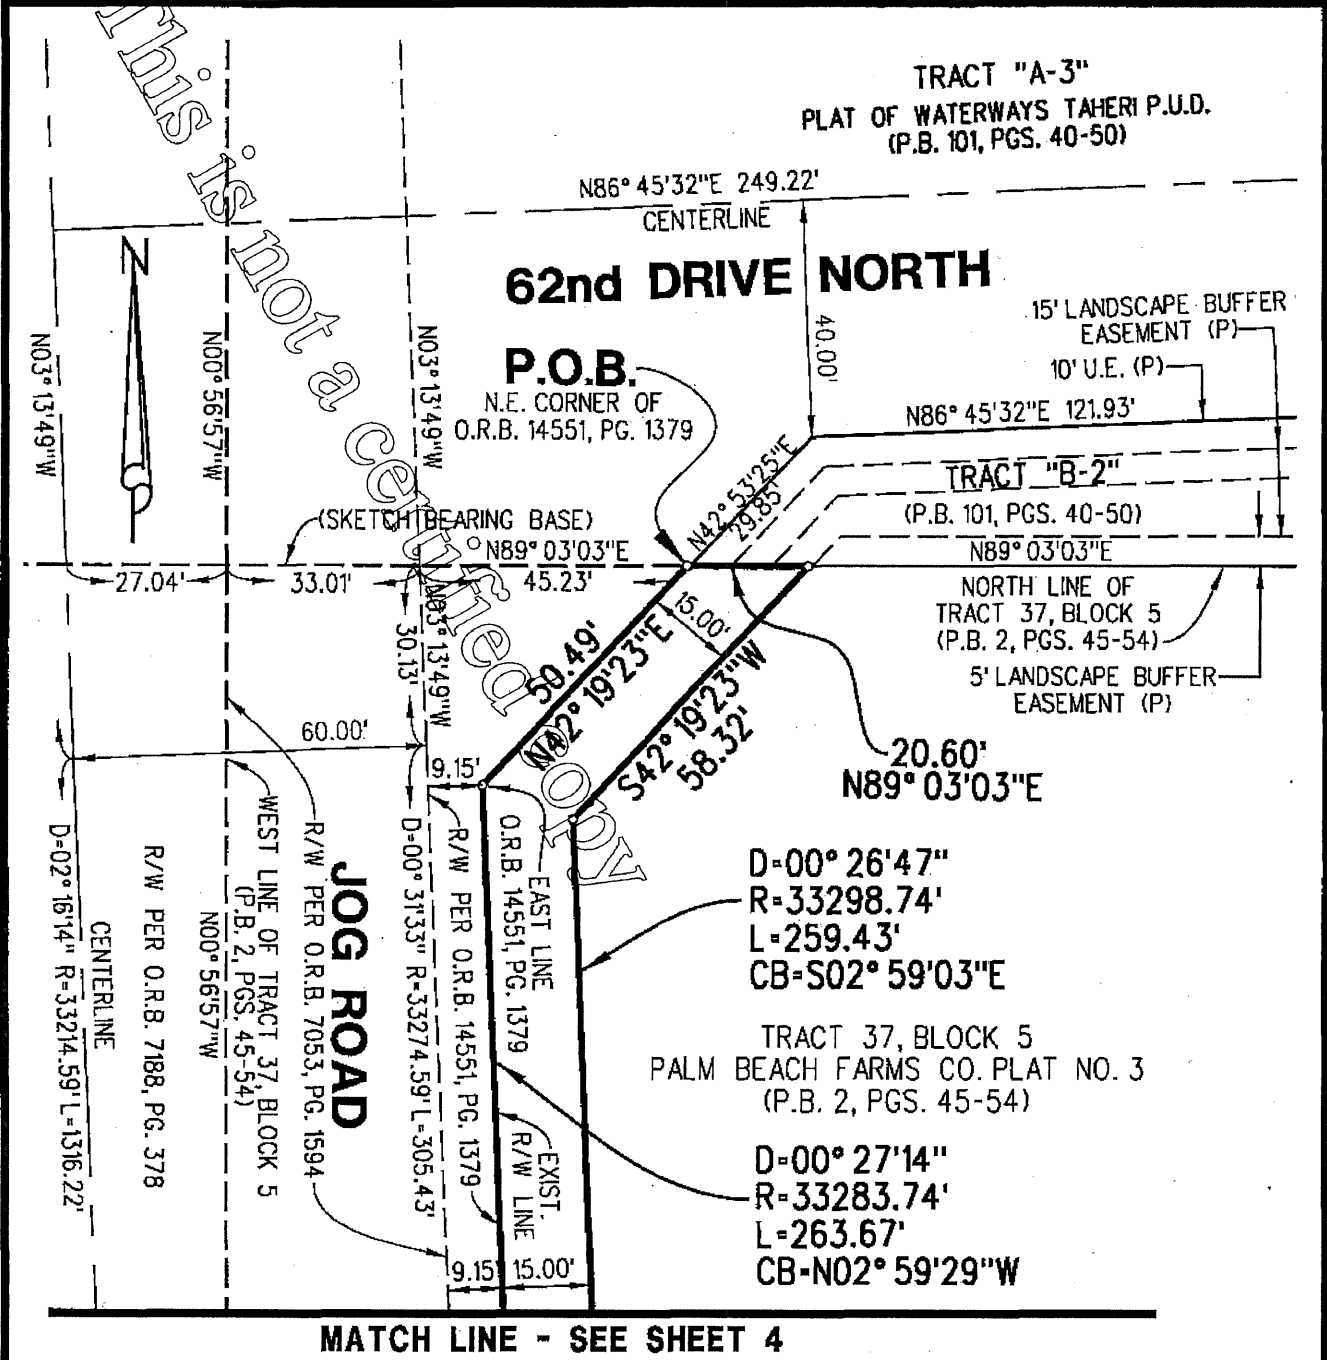 This is not a certified copy
TRACT "A-3"
PLAT OF WATERWAYS TAHERI P.U.D.
(P.B. 101, PGS. 40-50)
N86°45'32"E 249.22'
CENTERLINE
N
62nd DRIVE NORTH
40.00'
15' LANDSCAPE BUFFER
EASEMENT (P)
10' U.E. (P)
N03°13'49"W
N00°56'57"W
N03°13'49"W
P.O.B.
N.E. CORNER OF
O.R.B. 14551, PG. 1379
N86°45'32"E 121.93'
N42°53'25"E
29.85'
TRACT "B-2"
(P.B. 101, PGS. 40-50)
(SKETCH BEARING BASE)
N89°03'03"E
N89°03'03"E
27.04'
33.01'
45.23'
NORTH LINE OF
TRACT 37, BLOCK 5
(P.B. 2, PGS. 45-54)
5' LANDSCAPE BUFFER
EASEMENT (P)
30.13'
N03°13'49"W
15.00'
50.49'
N42°19'23"E
S42°19'23"W
58.32'
20.60'
N89°03'03"E
60.00'
9.15'
D=02°16'14" R=33214.59' L=1316.22'
CENTERLINE
R/W PER O.R.B. 7188, PG. 378
N00°56'57"W
WEST LINE OF TRACT 37, BLOCK 5
(P.B. 2, PGS. 45-54)
R/W PER O.R.B. 7053, PG. 1594
JOG ROAD
D=00°31'33" R=33274.59' L=305.43'
R/W PER O.R.B. 14551, PG. 1379
EAST LINE
O.R.B. 14551, PG. 1379
EXIST.
R/W LINE
D=00°26'47"
R=33298.74'
L=259.43'
CB=S02°59'03"E
TRACT 37, BLOCK 5
PALM BEACH FARMS CO. PLAT NO. 3
(P.B. 2, PGS. 45-54)
D=00°27'14"
R=33283.74'
L=263.67'
CB=N02°59'29"W
9.15'
15.00'
MATCH LINE - SEE SHEET 4